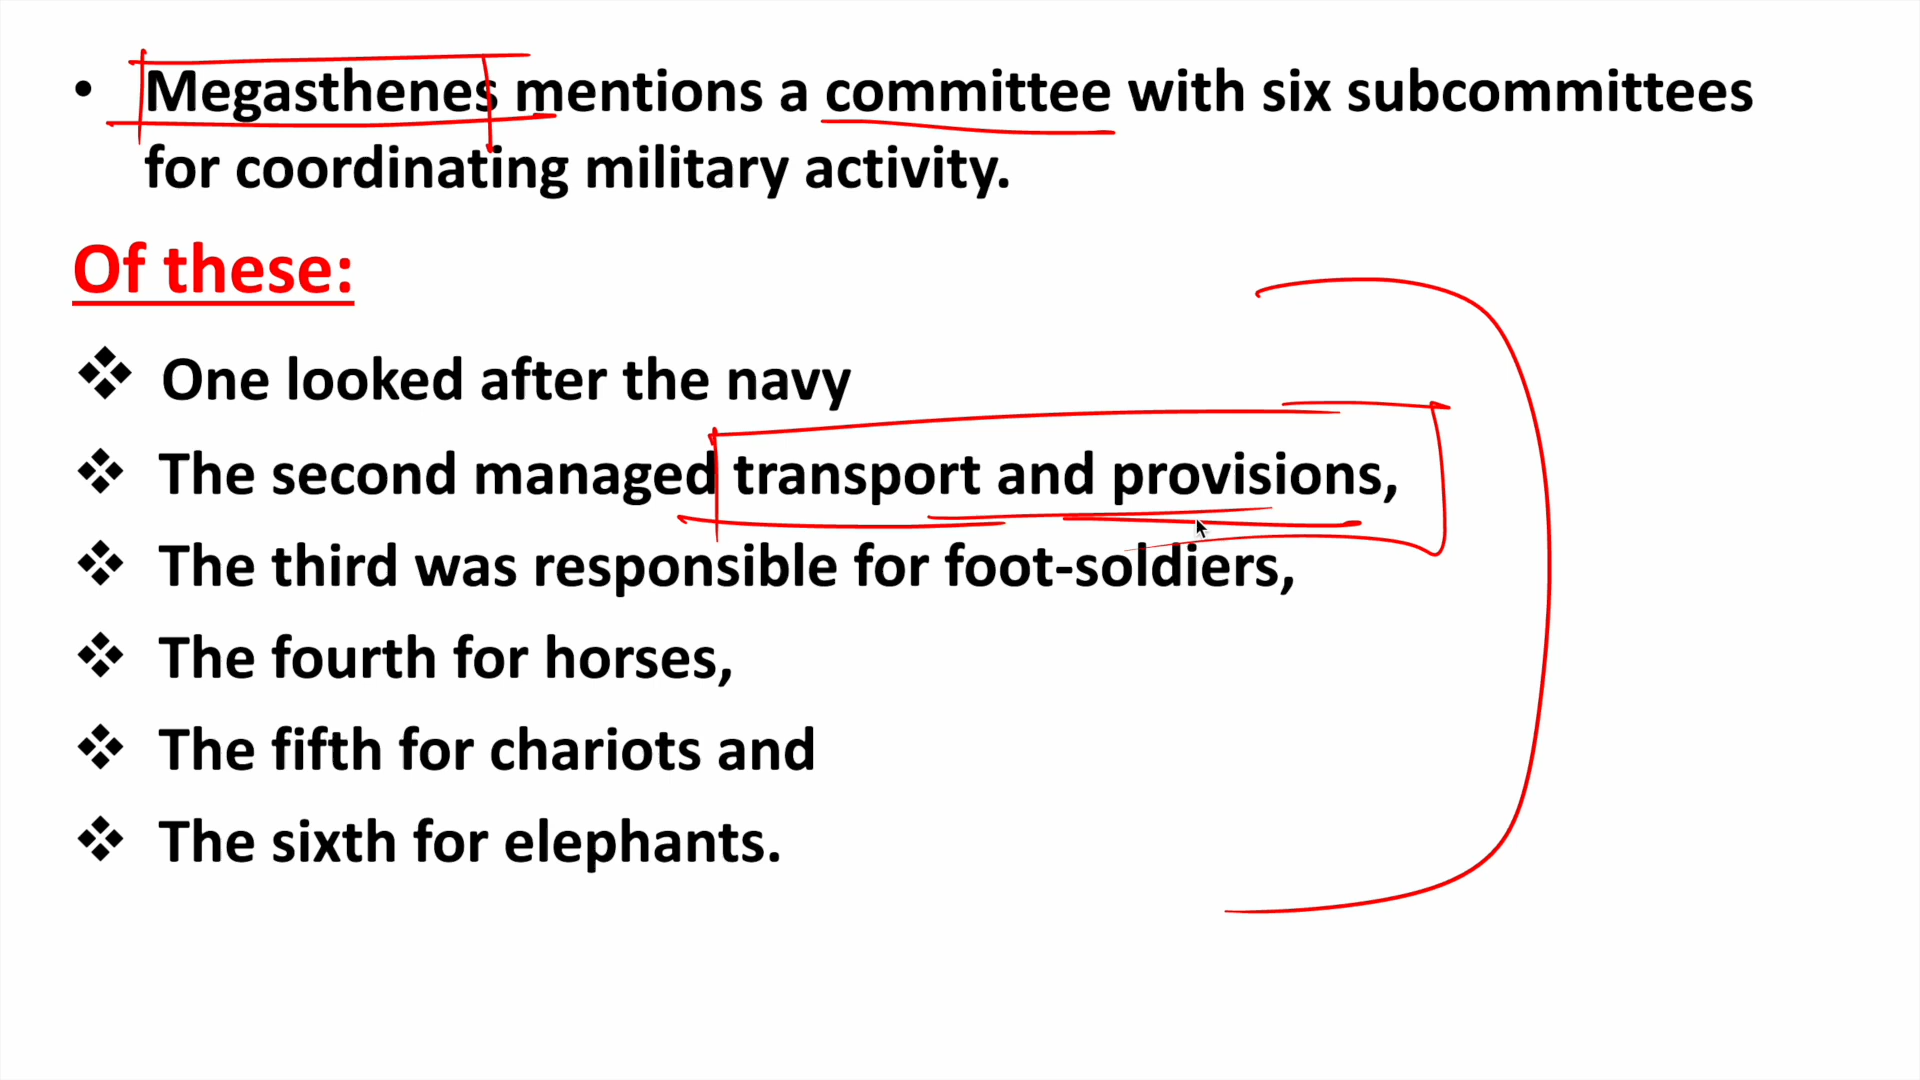 • Megasthenes mentions a committee with six subcommittees
for coordinating military activity.
Of these:
❖ One looked after the navy
❖ The second managed transport and provisions,
❖ The third was responsible for foot-soldiers,
❖ The fourth for horses,
❖ The fifth for chariots and
❖ The sixth for elephants.